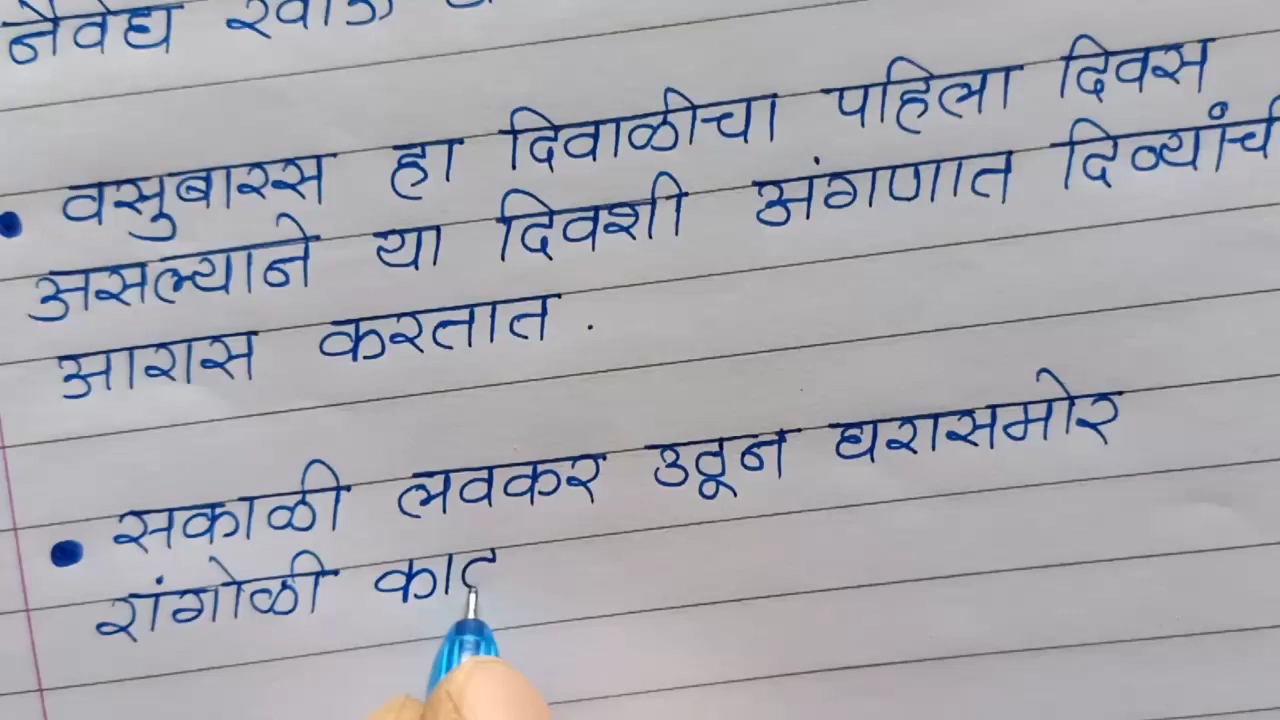 नैवेद्य
• वसुबारस हा दिवाळीचा पहिला दिवस
असल्याने या दिवशी अंगणात
आरास करतात.
• सकाळी लवकर उठून घरासमोर
रांगोळी